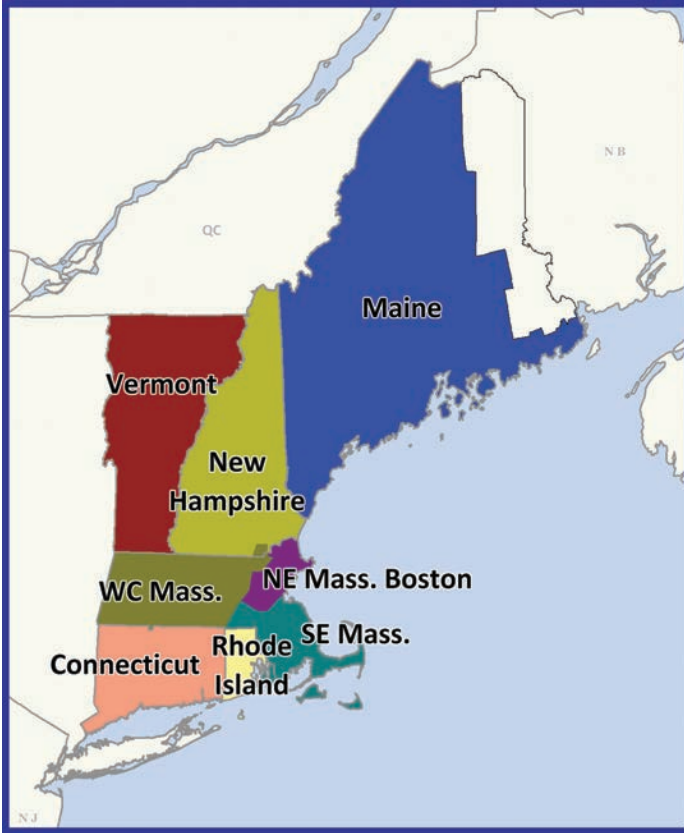 NB
QC
Maine
Vermont
New
Hampshire
WC Mass.
NE Mass. Boston
SE Mass.
Connecticut
Rhode
Island
NJ